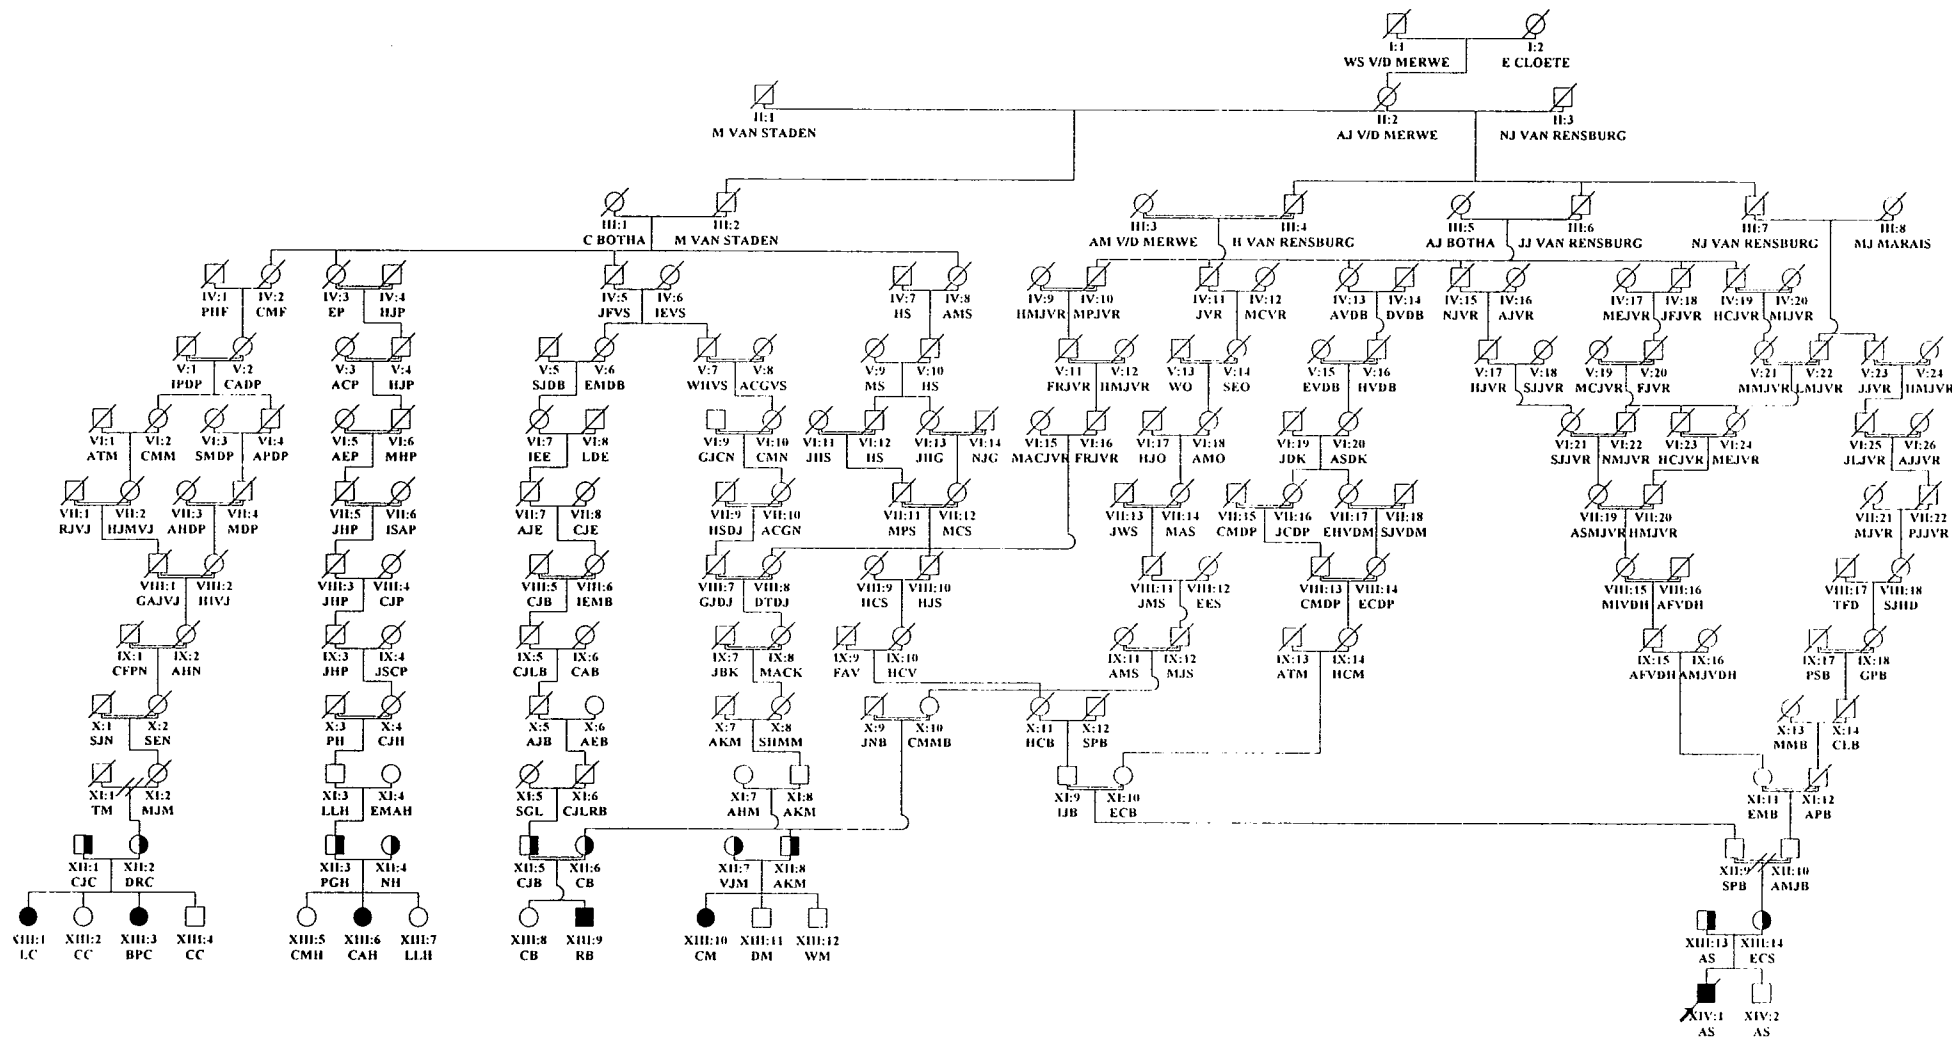 I:1 I:2
WS V/D MERWE E CLOETE
II:1 II:2 II:3
M VAN STADEN AJ V/D MERWE NJ VAN RENSBURG
III:1 III:2 III:3 III:4 III:5 III:6 III:7 III:8
C BOTHA M VAN STADEN AM V/D MERWE H VAN RENSBURG AJ BOTHA JJ VAN RENSBURG NJ VAN RENSBURG MJ MARAIS
IV:1 IV:2 IV:3 IV:4 IV:5 IV:6 IV:7 IV:8 IV:9 IV:10 IV:11 IV:12 IV:13 IV:14 IV:15 IV:16 IV:17 IV:18 IV:19 IV:20
PHF CMF EP HJP JFVS IEVS HS AMS HMJVR MPJVR JVR MCVR AVDB DVDB NJVR AJVR MEJVR JFJVR HCJVR MIJVR
V:1 V:2 V:3 V:4 V:5 V:6 V:7 V:8 V:9 V:10 V:11 V:12 V:13 V:14 V:15 V:16 V:17 V:18 V:19 V:20 V:21 V:22 V:23 V:24
IPDP CADP ACP HJP SJDB EMDB WHVS ACGVS MS HS FRJVR HMJVR WO SEO EVDB HVDB HJVR SJJVR MCJVR FJVR MMJVR LMJVR JJVR HMJVR
VI:1 VI:2 VI:3 VI:4 VI:5 VI:6 VI:7 VI:8 VI:9 VI:10 VI:11 VI:12 VI:13 VI:14 VI:15 VI:16 VI:17 VI:18 VI:19 VI:20 VI:21 VI:22 VI:23 VI:24 VI:25 VI:26
ATM CMM SMDP APDP AEP MHP IEE LDE GJCN CMN JHS HS JHG NJG MACJVR FRJVR HJO AMO JDK ASDK SJJVR NMJVR HCJVR MEJVR JLJVR AJJVR
VII:1 VII:2 VII:3 VII:4 VII:5 VII:6 VII:7 VII:8 VII:9 VII:10 VII:11 VII:12 VII:13 VII:14 VII:15 VII:16 VII:17 VII:18 VII:19 VII:20 VII:21 VII:22
RJVJ HJMVJ AHDP MDP JHP ISAP AJE CJE HSDJ ACGN MPS MCS JWS MAS CMDP JCDP EHVDM SJVDM ASMJVR HMJVR MJVR PJJVR
VIII:1 VIII:2 VIII:3 VIII:4 VIII:5 VIII:6 VIII:7 VIII:8 VIII:9 VIII:10 VIII:11 VIII:12 VIII:13 VIII:14 VIII:15 VIII:16 VIII:17 VIII:18
GAJVJ HIVJ JHP CJP CJB IEMB GJDJ DTDJ HCS HJS JMS EES CMDP ECDP MIVDH AFVDH TFD SJHD
IX:1 IX:2 IX:3 IX:4 IX:5 IX:6 IX:7 IX:8 IX:9 IX:10 IX:11 IX:12 IX:13 IX:14 IX:15 IX:16 IX:17 IX:18
CFPN AHN JHP JSCP CJLB CAB JBK MACK FAV HCV AMS MJS ATM HCM AFVDH AMJVDH PSB GPB
X:1 X:2 X:3 X:4 X:5 X:6 X:7 X:8 X:9 X:10 X:11 X:12 X:13 X:14
SJN SEN PH CJH AJB AEB AKM SHMM JNB CMMB HCB SPB MMB CLB
XI:1 XI:2 XI:3 XI:4 XI:5 XI:6 XI:7 XI:8 XI:9 XI:10 XI:11 XI:12
TM MJM LLH EMAH SGL CJLRB AHM AKM IJB ECB EMB APB
XII:1 XII:2 XII:3 XII:4 XII:5 XII:6 XII:7 XII:8 XII:9 XII:10
CJC DRC PGH NH CJB CB VJM AKM SPB AMJB
XIII:1 XIII:2 XIII:3 XIII:4 XIII:5 XIII:6 XIII:7 XIII:8 XIII:9 XIII:10 XIII:11 XIII:12 XIII:13 XIII:14
LC CC BPC CC CMH CAH LLH CB RB CM DM WM AS ECS
XIV:1 XIV:2
AS AS